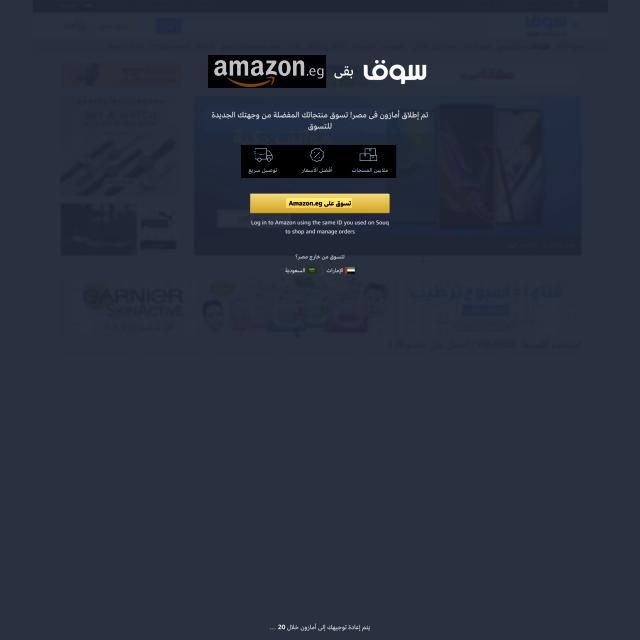 سوق بقى amazon.eg
تم إطلاق أمازون فى مصر! تسوق منتجاتك المفضلة من وجهتك الجديدة
للتسوق
ملايين المنتجات
أفضل الأسعار
توصيل سريع
تسوق على Amazon.eg
Log in to Amazon using the same ID you used on Souq
to shop and manage orders
للتسوق من خارج مصر؟
الإمارات
السعودية
GARNIER
SKINACTIVE
يتم إعادة توجيهك إلى أمازون خلال 20 ...